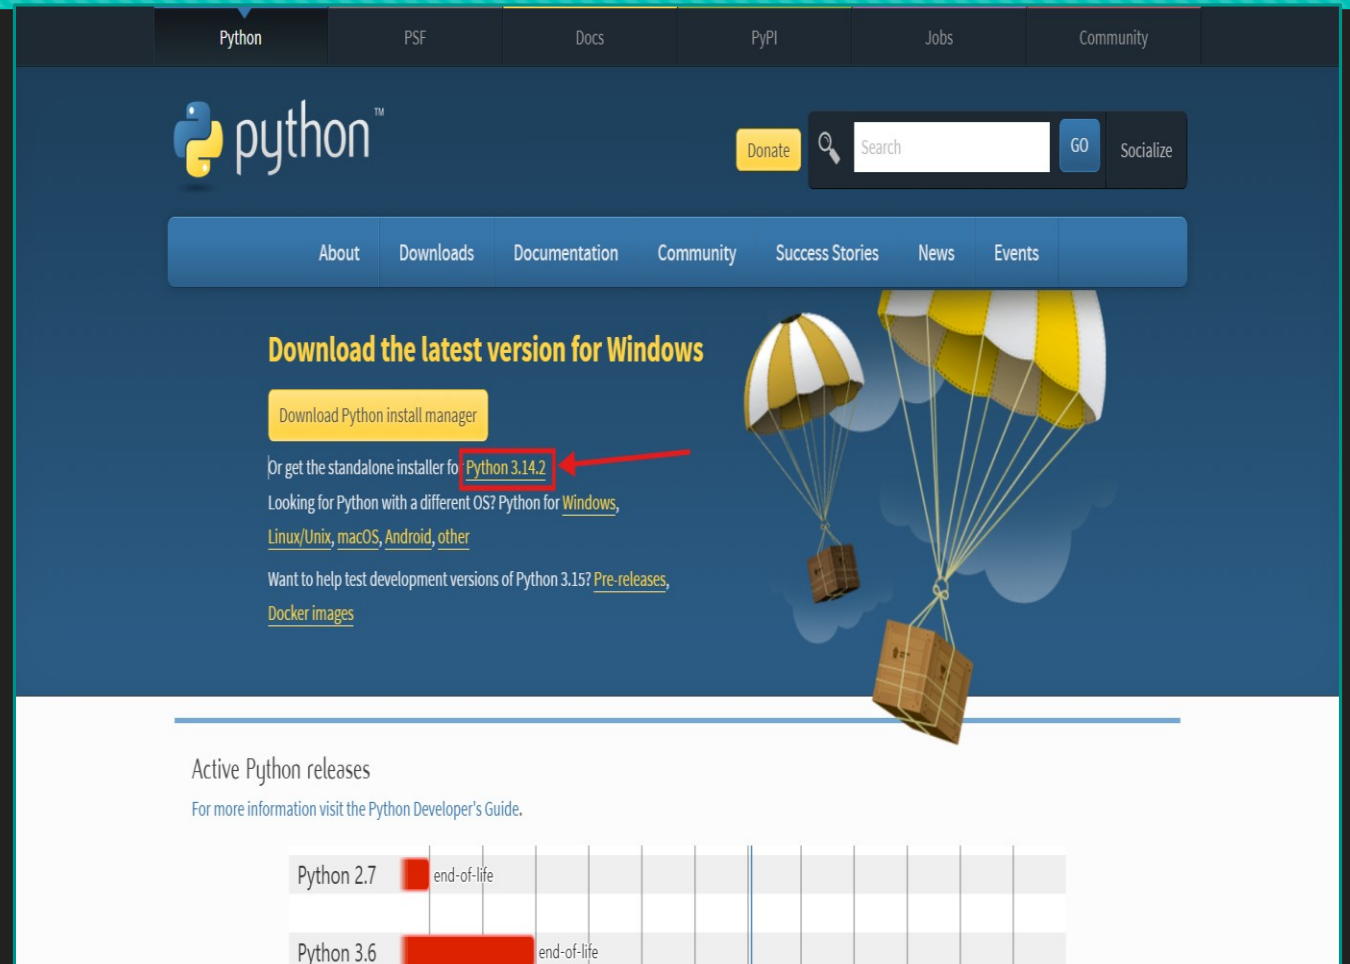 Python PSF Docs PyPI Jobs Community
python™
Donate Search GO Socialize
About Downloads Documentation Community Success Stories News Events
Download the latest version for Windows
Download Python install manager
Or get the standalone installer for Python 3.14.2
Looking for Python with a different OS? Python for Windows,
Linux/Unix, macOS, Android, other
Want to help test development versions of Python 3.15? Pre-releases,
Docker images
Active Python releases
For more information visit the Python Developer's Guide.
Python 2.7 end-of-life
Python 3.6 end-of-life